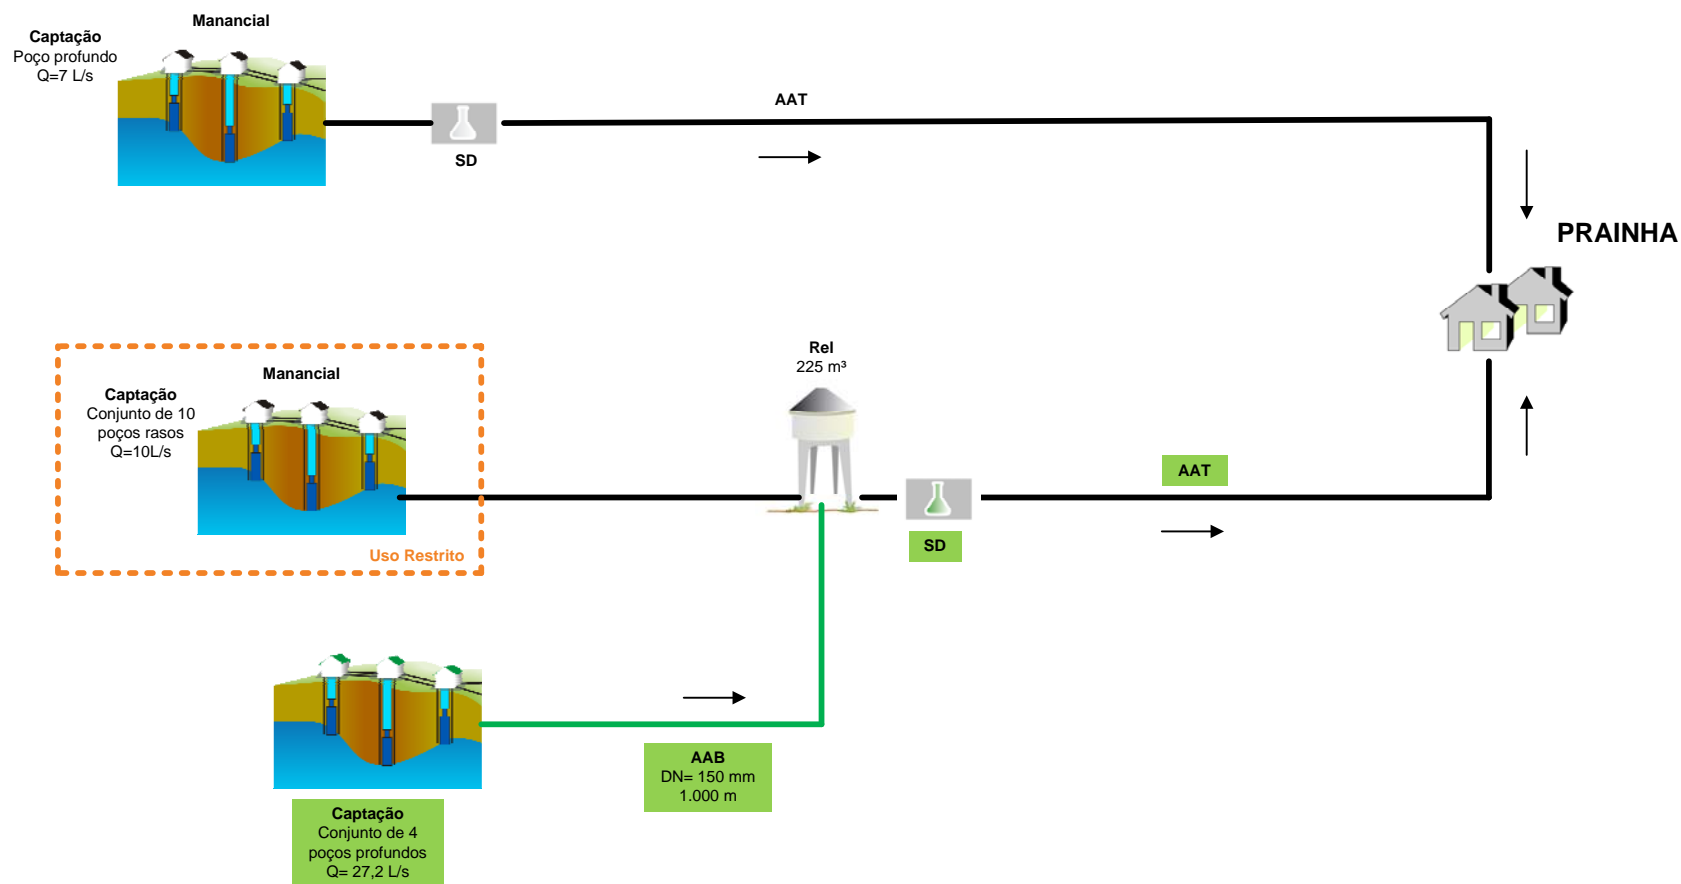 Manancial
Captação
Poço profundo
Q=7 L/s
SD
AAT
PRAINHA
Manancial
Captação
Conjunto de 10
poços rasos
Q=10L/s
Uso Restrito
Rel
225 m³
SD
AAT
AAB
DN= 150 mm
1.000 m
Captação
Conjunto de 4
poços profundos
Q= 27,2 L/s